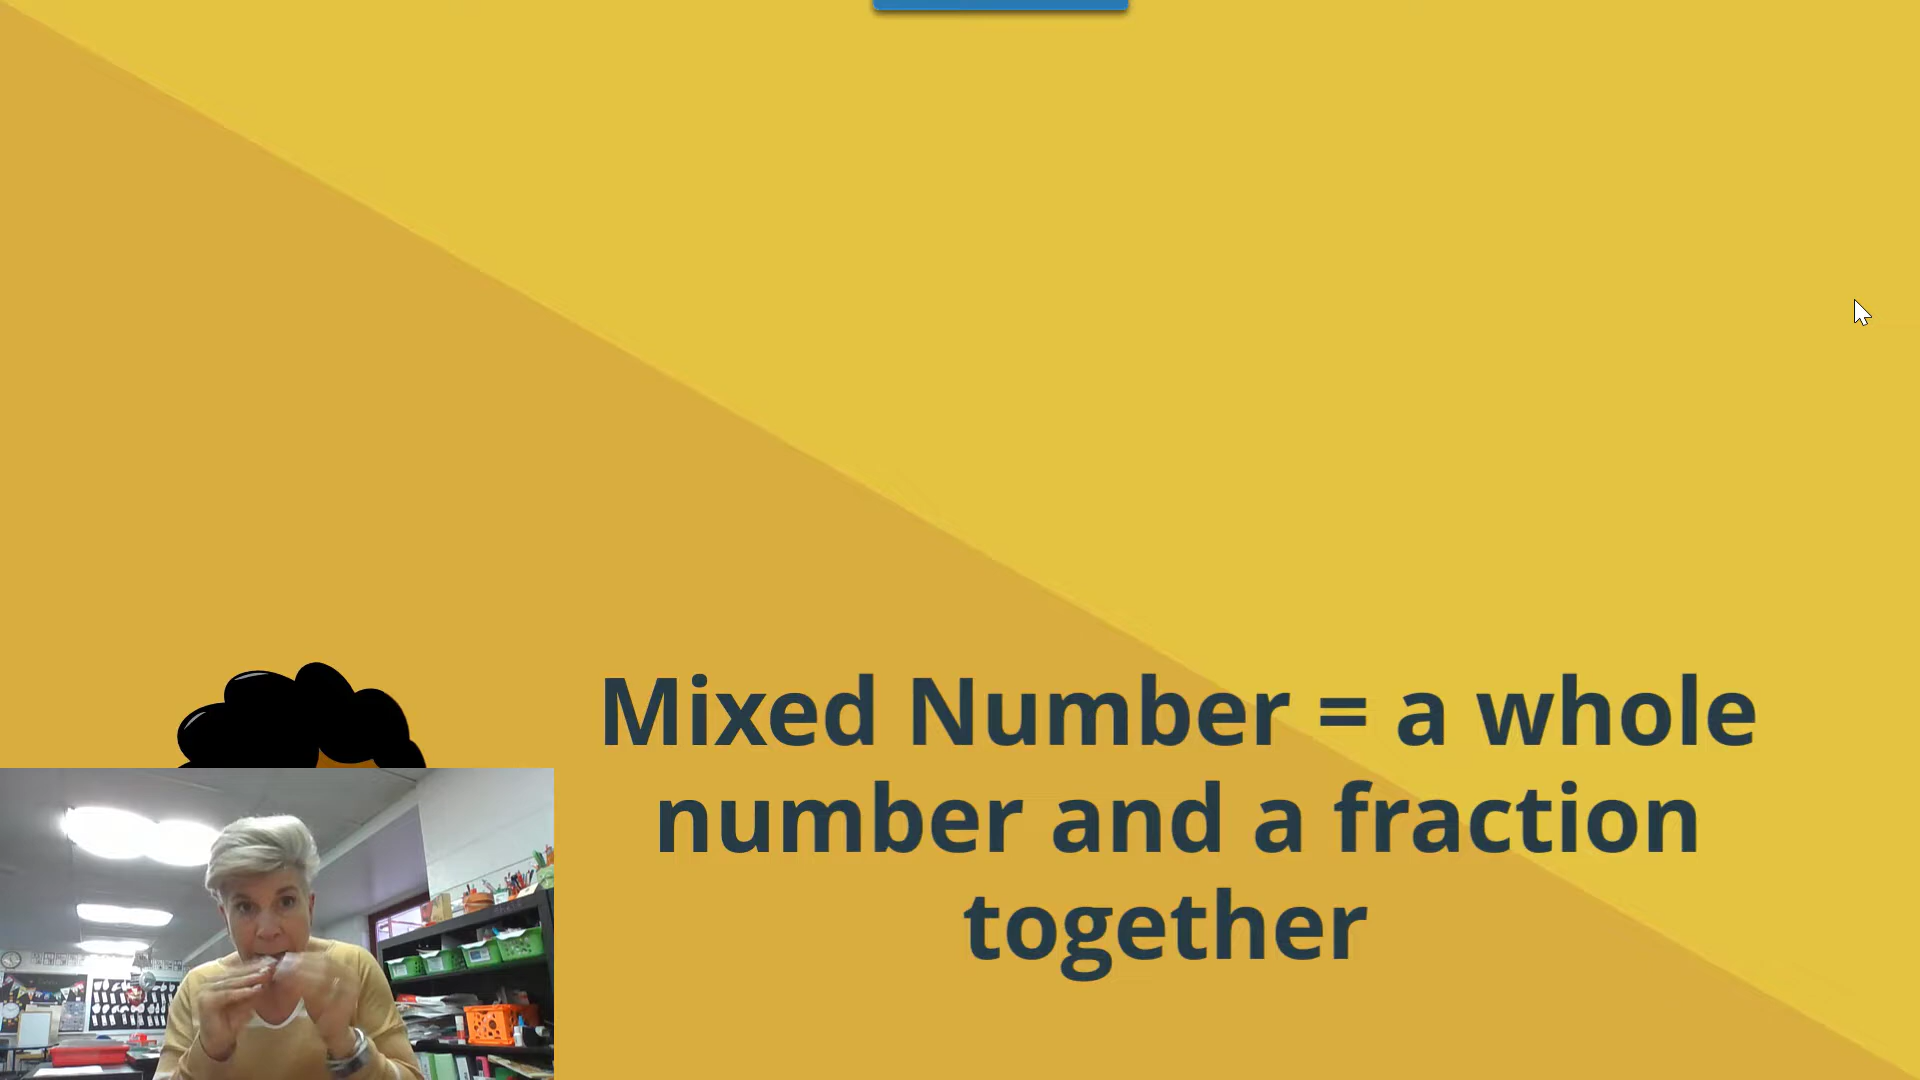 Mixed Number = a whole
number and a fraction
together